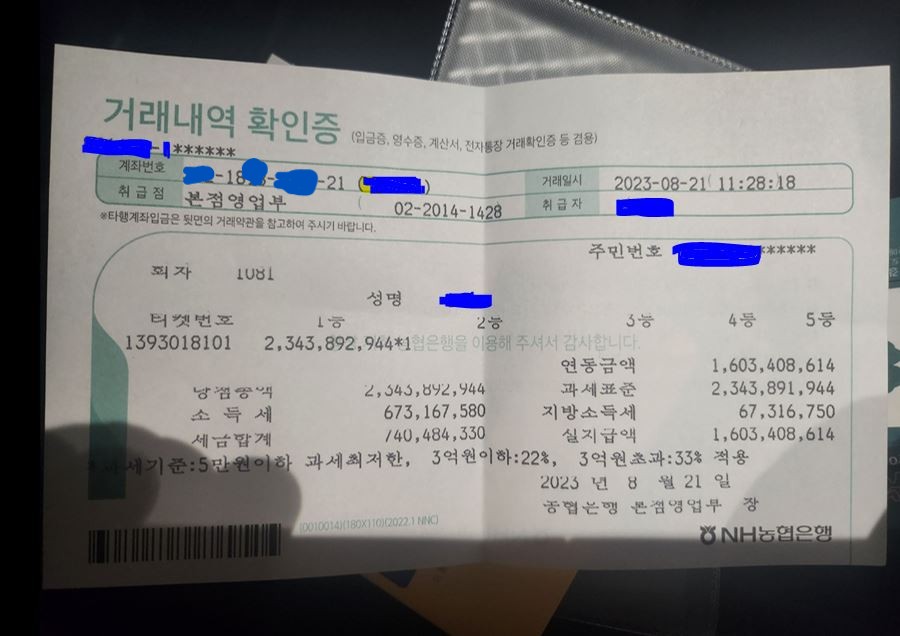 거래내역 확인증 (입금증, 영수증, 계산서, 전자통장 거래확인증 등 겸용)
-1******
계좌번호 -18 - -21 ( ) 거래일시 2023-08-21 11:28:18
취급점 본점영업부 ( 02-2014-1428 취급자
※타행계좌입금은 뒷면의 거래약관을 참고하여 주시기 바랍니다.
주민번호 ******
회차 1081
성명
티켓번호 1등 2등 3등 4등 5등
1393018101 2,343,892,944*1 농협은행을 이용해 주셔서 감사합니다.
연동금액 1,603,408,614
당첨총액 2,343,892,944 과세표준 2,343,891,944
소 득 세 673,167,580 지방소득세 67,316,750
세금합계 740,484,330 실지급액 1,603,408,614
*과세기준:5만원이하 과세최저한, 3억원이하:22%, 3억원초과:33% 적용
2023 년 8 월 21 일
농협은행 본점영업부 장
(0010014)(180X110)(2022.1 NNC)
NH농협은행